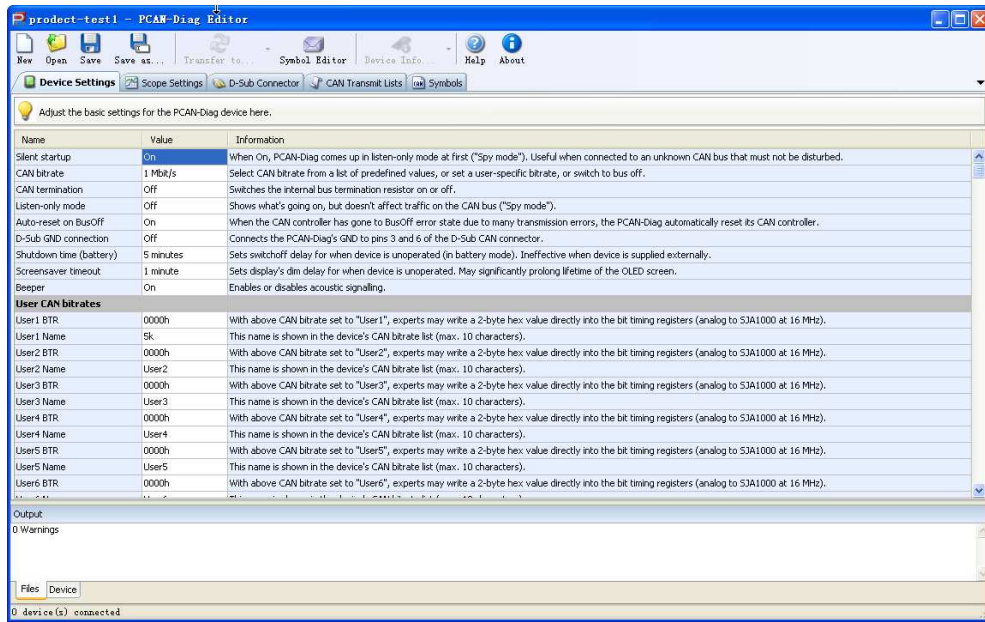 prodect-test1 - PCAN-Diag Editor
New Open Save Save as... Transfer to... Symbol Editor Device Info... Help About
Device Settings Scope Settings D-Sub Connector CAN Transmit Lists Symbols
Adjust the basic settings for the PCAN-Diag device here.
Name Value Information
Silent startup On When On, PCAN-Diag comes up in listen-only mode at first ("Spy mode"). Useful when connected to an unknown CAN bus that must not be disturbed.
CAN bitrate 1 Mbit/s Select CAN bitrate from a list of predefined values, or set a user-specific bitrate, or switch to bus off.
CAN termination Off Switches the internal bus termination resistor on or off.
Listen-only mode Off Shows what's going on, but doesn't affect traffic on the CAN bus ("Spy mode").
Auto-reset on BusOff On When the CAN controller has gone to BusOff error state due to many transmission errors, the PCAN-Diag automatically reset its CAN controller.
D-Sub GND connection Off Connects the PCAN-Diag's GND to pins 3 and 6 of the D-Sub CAN connector.
Shutdown time (battery) 5 minutes Sets switchoff delay for when device is unoperated (in battery mode). Ineffective when device is supplied externally.
Screensaver timeout 1 minute Sets display's dim delay for when device is unoperated. May significantly prolong lifetime of the OLED screen.
Beeper On Enables or disables acoustic signalling.
User CAN bitrates
User1 BTR 0000h With above CAN bitrate set to "User1", experts may write a 2-byte hex value directly into the bit timing registers (analog to SJA1000 at 16 MHz).
User1 Name 5k This name is shown in the device's CAN bitrate list (max. 10 characters).
User2 BTR 0000h With above CAN bitrate set to "User2", experts may write a 2-byte hex value directly into the bit timing registers (analog to SJA1000 at 16 MHz).
User2 Name User2 This name is shown in the device's CAN bitrate list (max. 10 characters).
User3 BTR 0000h With above CAN bitrate set to "User3", experts may write a 2-byte hex value directly into the bit timing registers (analog to SJA1000 at 16 MHz).
User3 Name User3 This name is shown in the device's CAN bitrate list (max. 10 characters).
User4 BTR 0000h With above CAN bitrate set to "User4", experts may write a 2-byte hex value directly into the bit timing registers (analog to SJA1000 at 16 MHz).
User4 Name User4 This name is shown in the device's CAN bitrate list (max. 10 characters).
User5 BTR 0000h With above CAN bitrate set to "User5", experts may write a 2-byte hex value directly into the bit timing registers (analog to SJA1000 at 16 MHz).
User5 Name User5 This name is shown in the device's CAN bitrate list (max. 10 characters).
User6 BTR 0000h With above CAN bitrate set to "User6", experts may write a 2-byte hex value directly into the bit timing registers (analog to SJA1000 at 16 MHz).
Output
0 Warnings
Files Device
0 device(s) connected